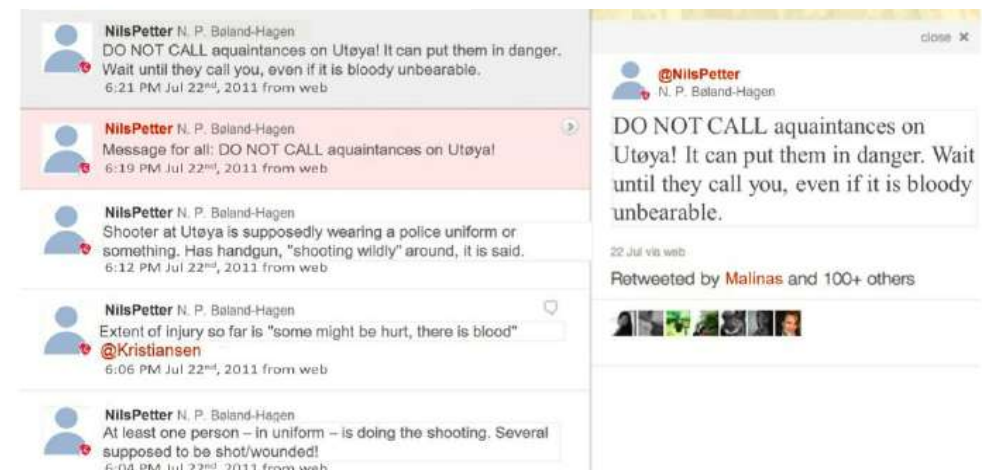 NilsPetter N. P. Bøland-Hagen
DO NOT CALL aquaintances on Utøya! It can put them in danger.
Wait until they call you, even if it is bloody unbearable.
6:21 PM Jul 22nd, 2011 from web
NilsPetter N. P. Bøland-Hagen
Message for all: DO NOT CALL aquaintances on Utøya!
6:19 PM Jul 22nd, 2011 from web
NilsPetter N. P. Bøland-Hagen
Shooter at Utøya is supposedly wearing a police uniform or
something. Has handgun, "shooting wildly" around, it is said.
6:12 PM Jul 22nd, 2011 from web
NilsPetter N. P. Bøland-Hagen
Extent of injury so far is "some might be hurt, there is blood"
@Kristiansen
6:06 PM Jul 22nd, 2011 from web
NilsPetter N. P. Bøland-Hagen
At least one person – in uniform – is doing the shooting. Several
supposed to be shot/wounded!
6:04 PM Jul 22nd, 2011 from web
close ×
@NilsPetter
N. P. Bøland-Hagen
DO NOT CALL aquaintances on
Utøya! It can put them in danger. Wait
until they call you, even if it is bloody
unbearable.
22 Jul via web
Retweeted by Malinas and 100+ others